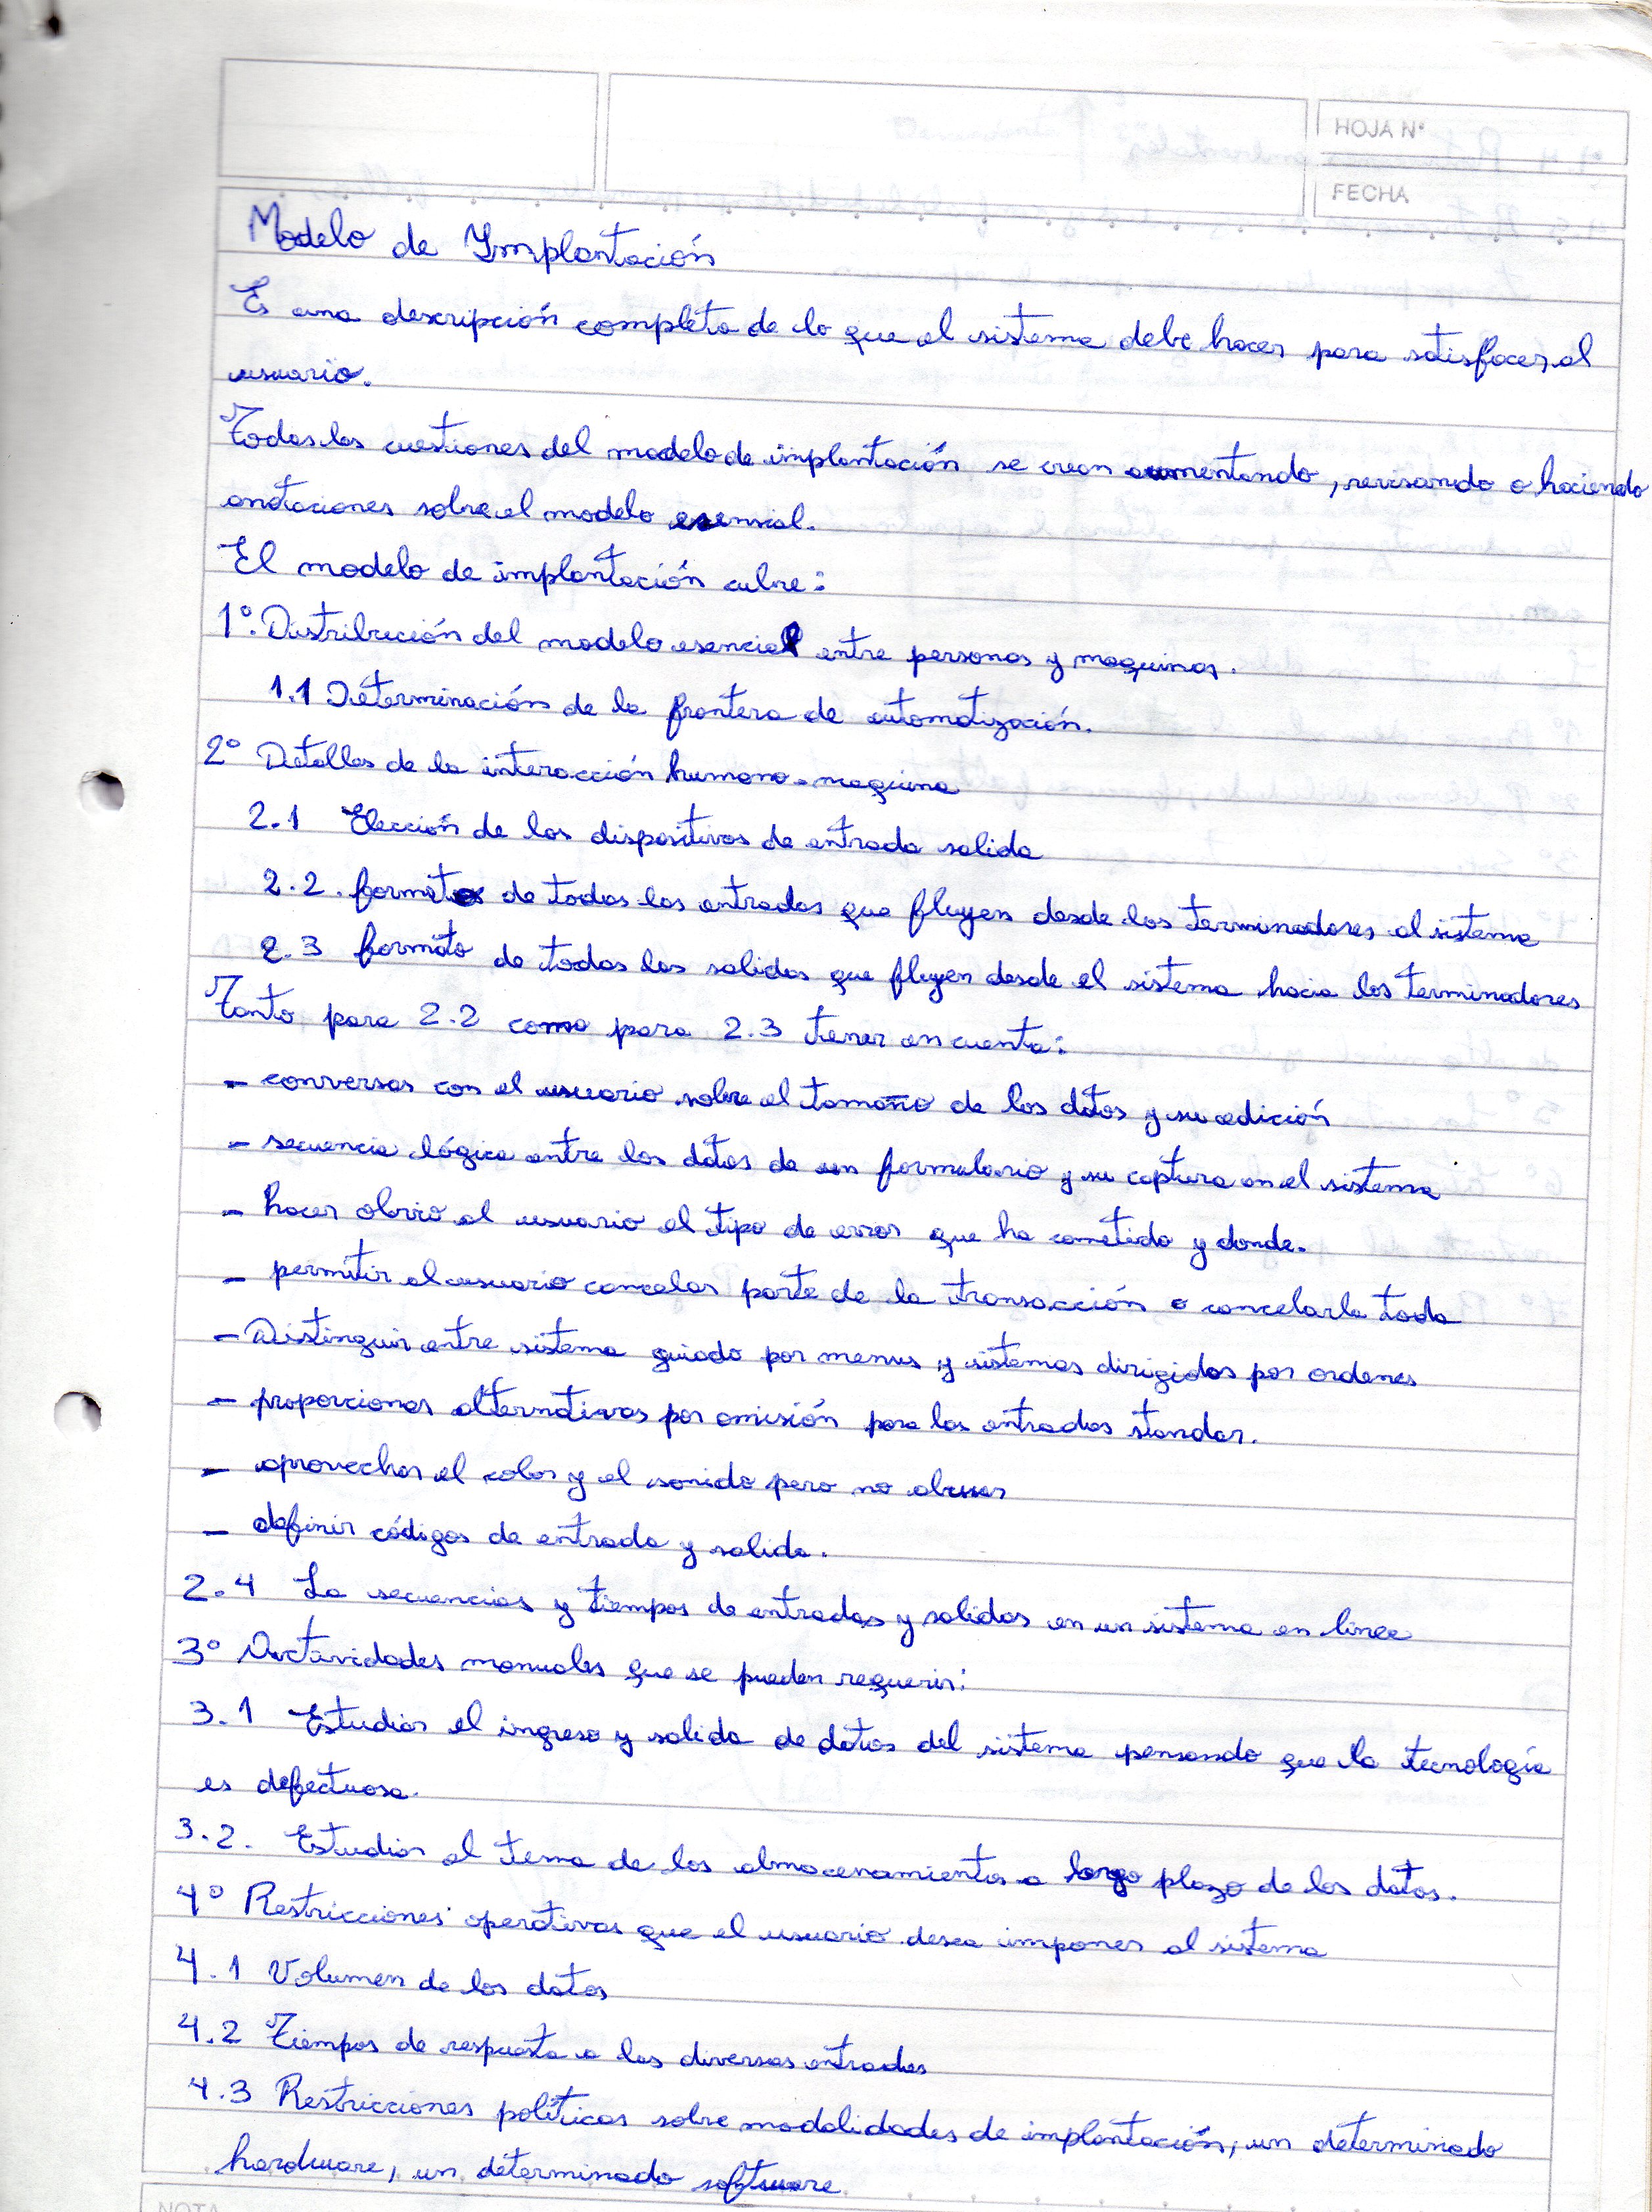 HOJA N°
FECHA
Modelo de Implantación
Es una descripción completa de lo que el sistema debe hacer para satisfacer al
usuario.
Todas las cuestiones del modelo de implantación se crean aumentando, revisando o haciendo
anotaciones sobre el modelo esencial.
El modelo de implantación cubre:
1°. Distribución del modelo esencial entre personas y maquinas.
1.1 Determinación de la frontera de automatización.
2° Detalles de la interacción humano-maquina
2.1 Elección de los dispositivos de entrada salida
2.2. formatos de todas las entradas que fluyen desde los terminadores al sistema
2.3 formato de todas las salidas que fluyen desde el sistema hacia los terminadores
Tanto para 2.2 como para 2.3 tener en cuenta:
- conversar con el usuario sobre el tamaño de los datos y su edición
- secuencia lógica entre los datos de un formulario y su captura en el sistema
- hacer obvio al usuario el tipo de error que ha cometido y donde.
- permitir al usuario cancelar parte de la transacción o cancelarla toda
- Distinguir entre sistema guiado por menus y sistemas dirigidos por ordenes
- proporcionar alternativas por omisión para las entradas standar.
- aprovechar el color y el sonido pero no abusar
- definir códigos de entrada y salida.
2.4 La secuencias y tiempos de entradas y salidas en un sistema en linea
3° Actividades manuales que se pueden requerir:
3.1 Estudiar el ingreso y salida de datos del sistema pensando que la tecnología
es defectuosa.
3.2. Estudiar el tema de los almacenamientos a largo plazo de los datos.
4° Restricciones operativas que el usuario desea imponer al sistema
4.1 Volumen de los datos
4.2 Tiempos de respuesta a las diversas entradas
4.3 Restricciones políticas sobre modalidades de implantación, un determinado
hardware, un determinado software
NOTA